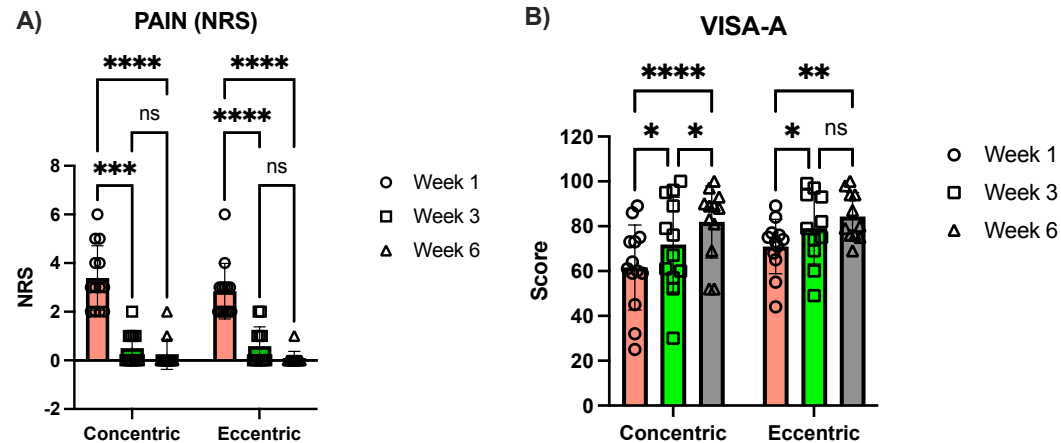 A)
PAIN (NRS)
****
****
ns
****
ns
***
NRS
6
4
2
0
-2
Concentric
Eccentric
Week 1
Week 3
Week 6
B)
VISA-A
****
**
*
*
*
ns
Score
120
100
80
60
40
20
0
Concentric
Eccentric
Week 1
Week 3
Week 6